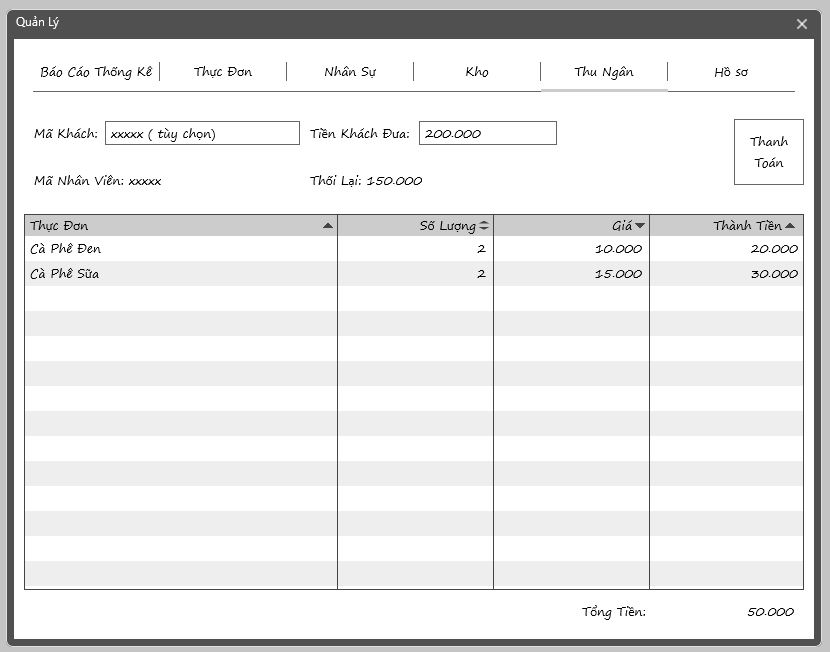 Quản Lý
Báo Cáo Thống Kê Thực Đơn Nhân Sự Kho Thu Ngân Hồ sơ
Mã Khách: xxxxx ( tùy chọn) Tiền Khách Đưa: 200.000
Thanh
Toán
Mã Nhân Viên: xxxxx Thối Lại: 150.000
Thực Đơn Số Lượng Giá Thành Tiền
Cà Phê Đen 2 10.000 20.000
Cà Phê Sữa 2 15.000 30.000
Tổng Tiền: 50.000